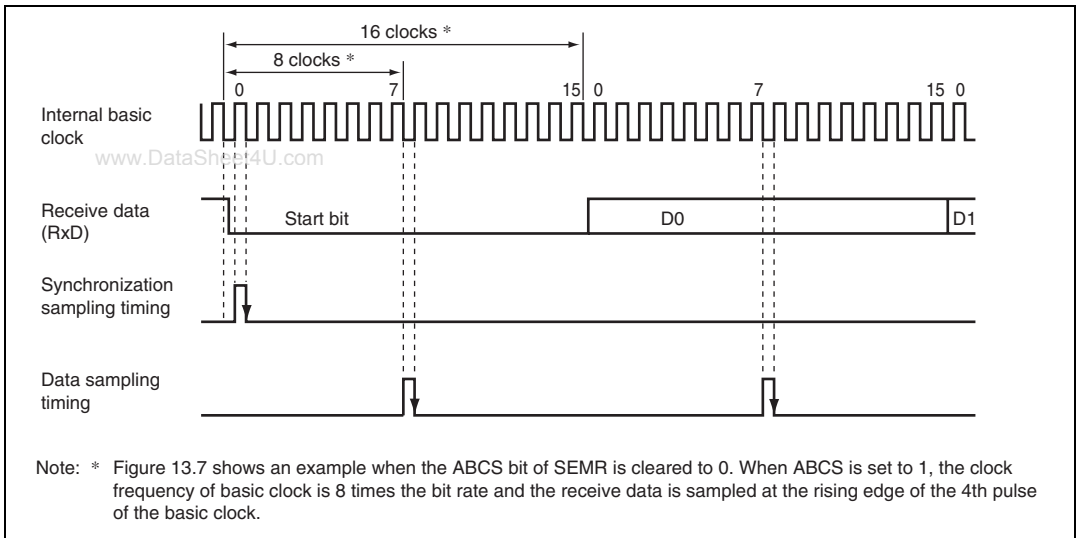 16 clocks *
8 clocks *
0 7 15 0 7 15 0
Internal basic
clock
www.DataSheet4U.com
Receive data
(RxD)
Start bit D0 D1
Synchronization
sampling timing
Data sampling
timing
Note: * Figure 13.7 shows an example when the ABCS bit of SEMR is cleared to 0. When ABCS is set to 1, the clock
frequency of basic clock is 8 times the bit rate and the receive data is sampled at the rising edge of the 4th pulse
of the basic clock.